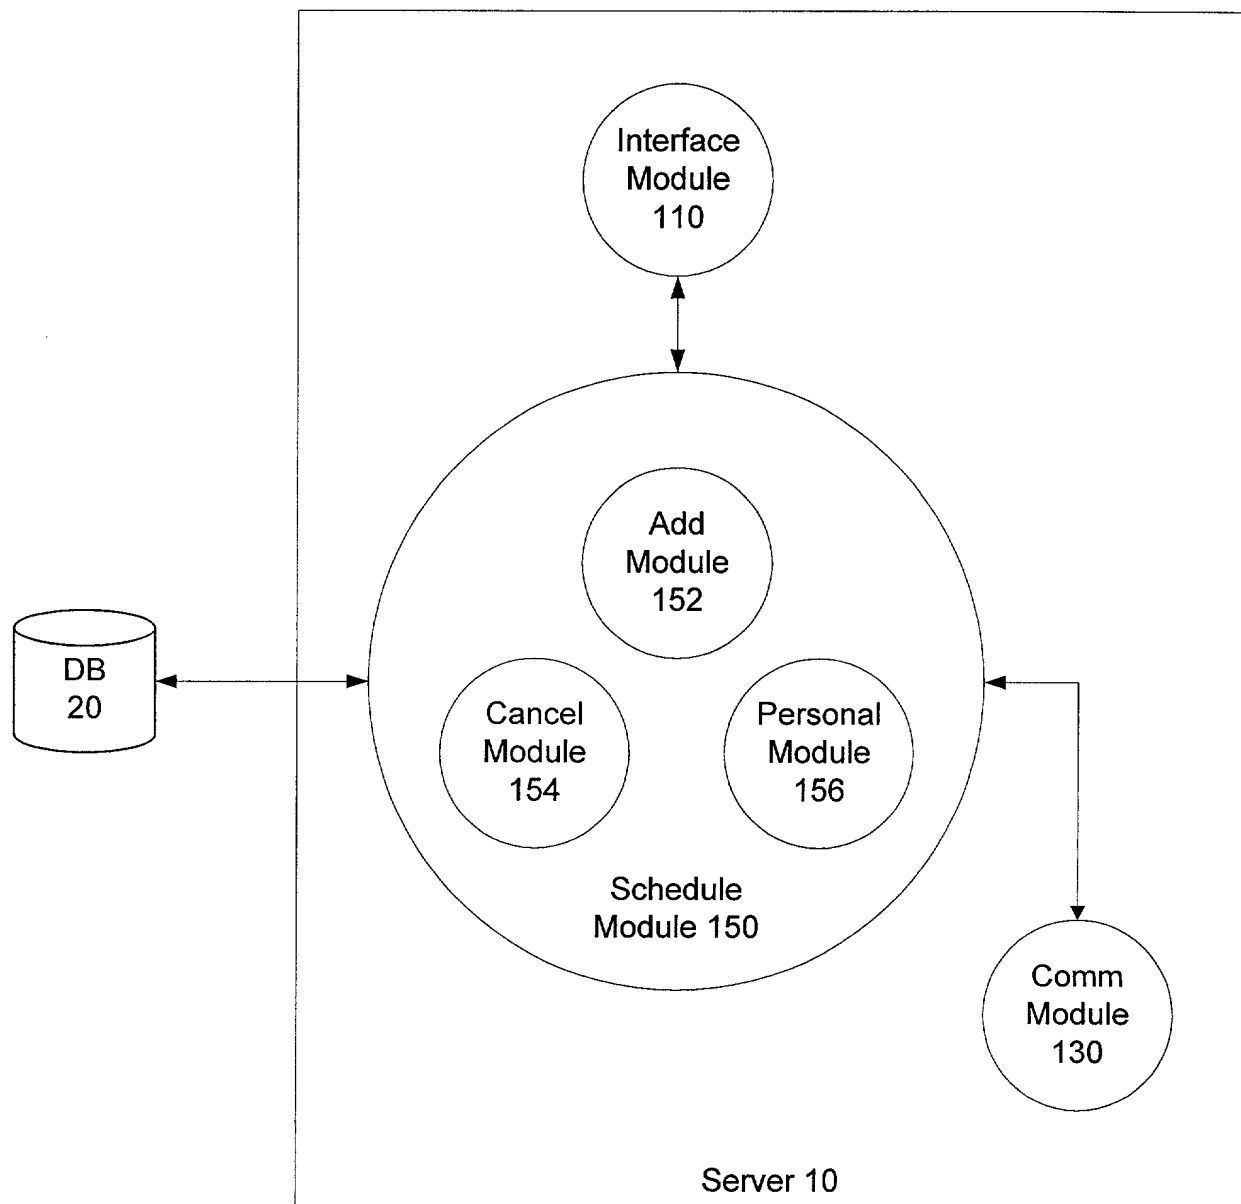 Interface
Module
110
Add
Module
152
DB
20
Cancel
Module
154
Personal
Module
156
Schedule
Module 150
Comm
Module
130
Server 10